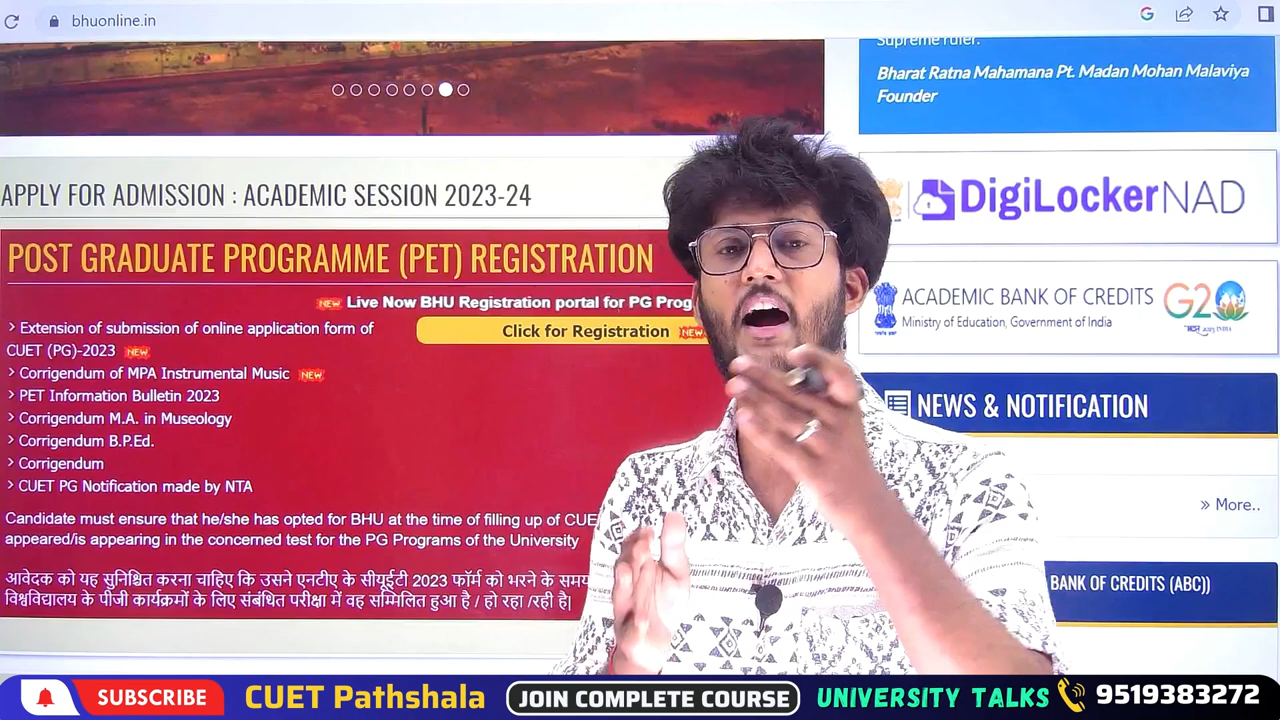 bhuonline.in
Supreme ruler.
Bharat Ratna Mahamana Pt. Madan Mohan Malaviya
Founder
APPLY FOR ADMISSION : ACADEMIC SESSION 2023-24
POST GRADUATE PROGRAMME (PET) REGISTRATION
NEW Live Now BHU Registration portal for PG Prog
> Extension of submission of online application form of
CUET (PG)-2023 NEW
Click for Registration NEW
> Corrigendum of MPA Instrumental Music NEW
> PET Information Bulletin 2023
> Corrigendum M.A. in Museology
> Corrigendum B.P.Ed.
> Corrigendum
> CUET PG Notification made by NTA
Candidate must ensure that he/she has opted for BHU at the time of filling up of CUE
appeared/is appearing in the concerned test for the PG Programs of the University
आवेदक को यह सुनिश्चित करना चाहिए कि उसने एनटीए के सीयूईटी 2023 फॉर्म को भरने के समय
विश्वविद्यालय के पीजी कार्यक्रमों के लिए संबंधित परीक्षा में वह सम्मिलित हुआ है / हो रहा /रही है|
DigiLockerNAD
ACADEMIC BANK OF CREDITS
Ministry of Education, Government of India
G20
NEWS & NOTIFICATION
» More..
BANK OF CREDITS (ABC))
SUBSCRIBE
CUET Pathshala
JOIN COMPLETE COURSE
UNIVERSITY TALKS
9519383272